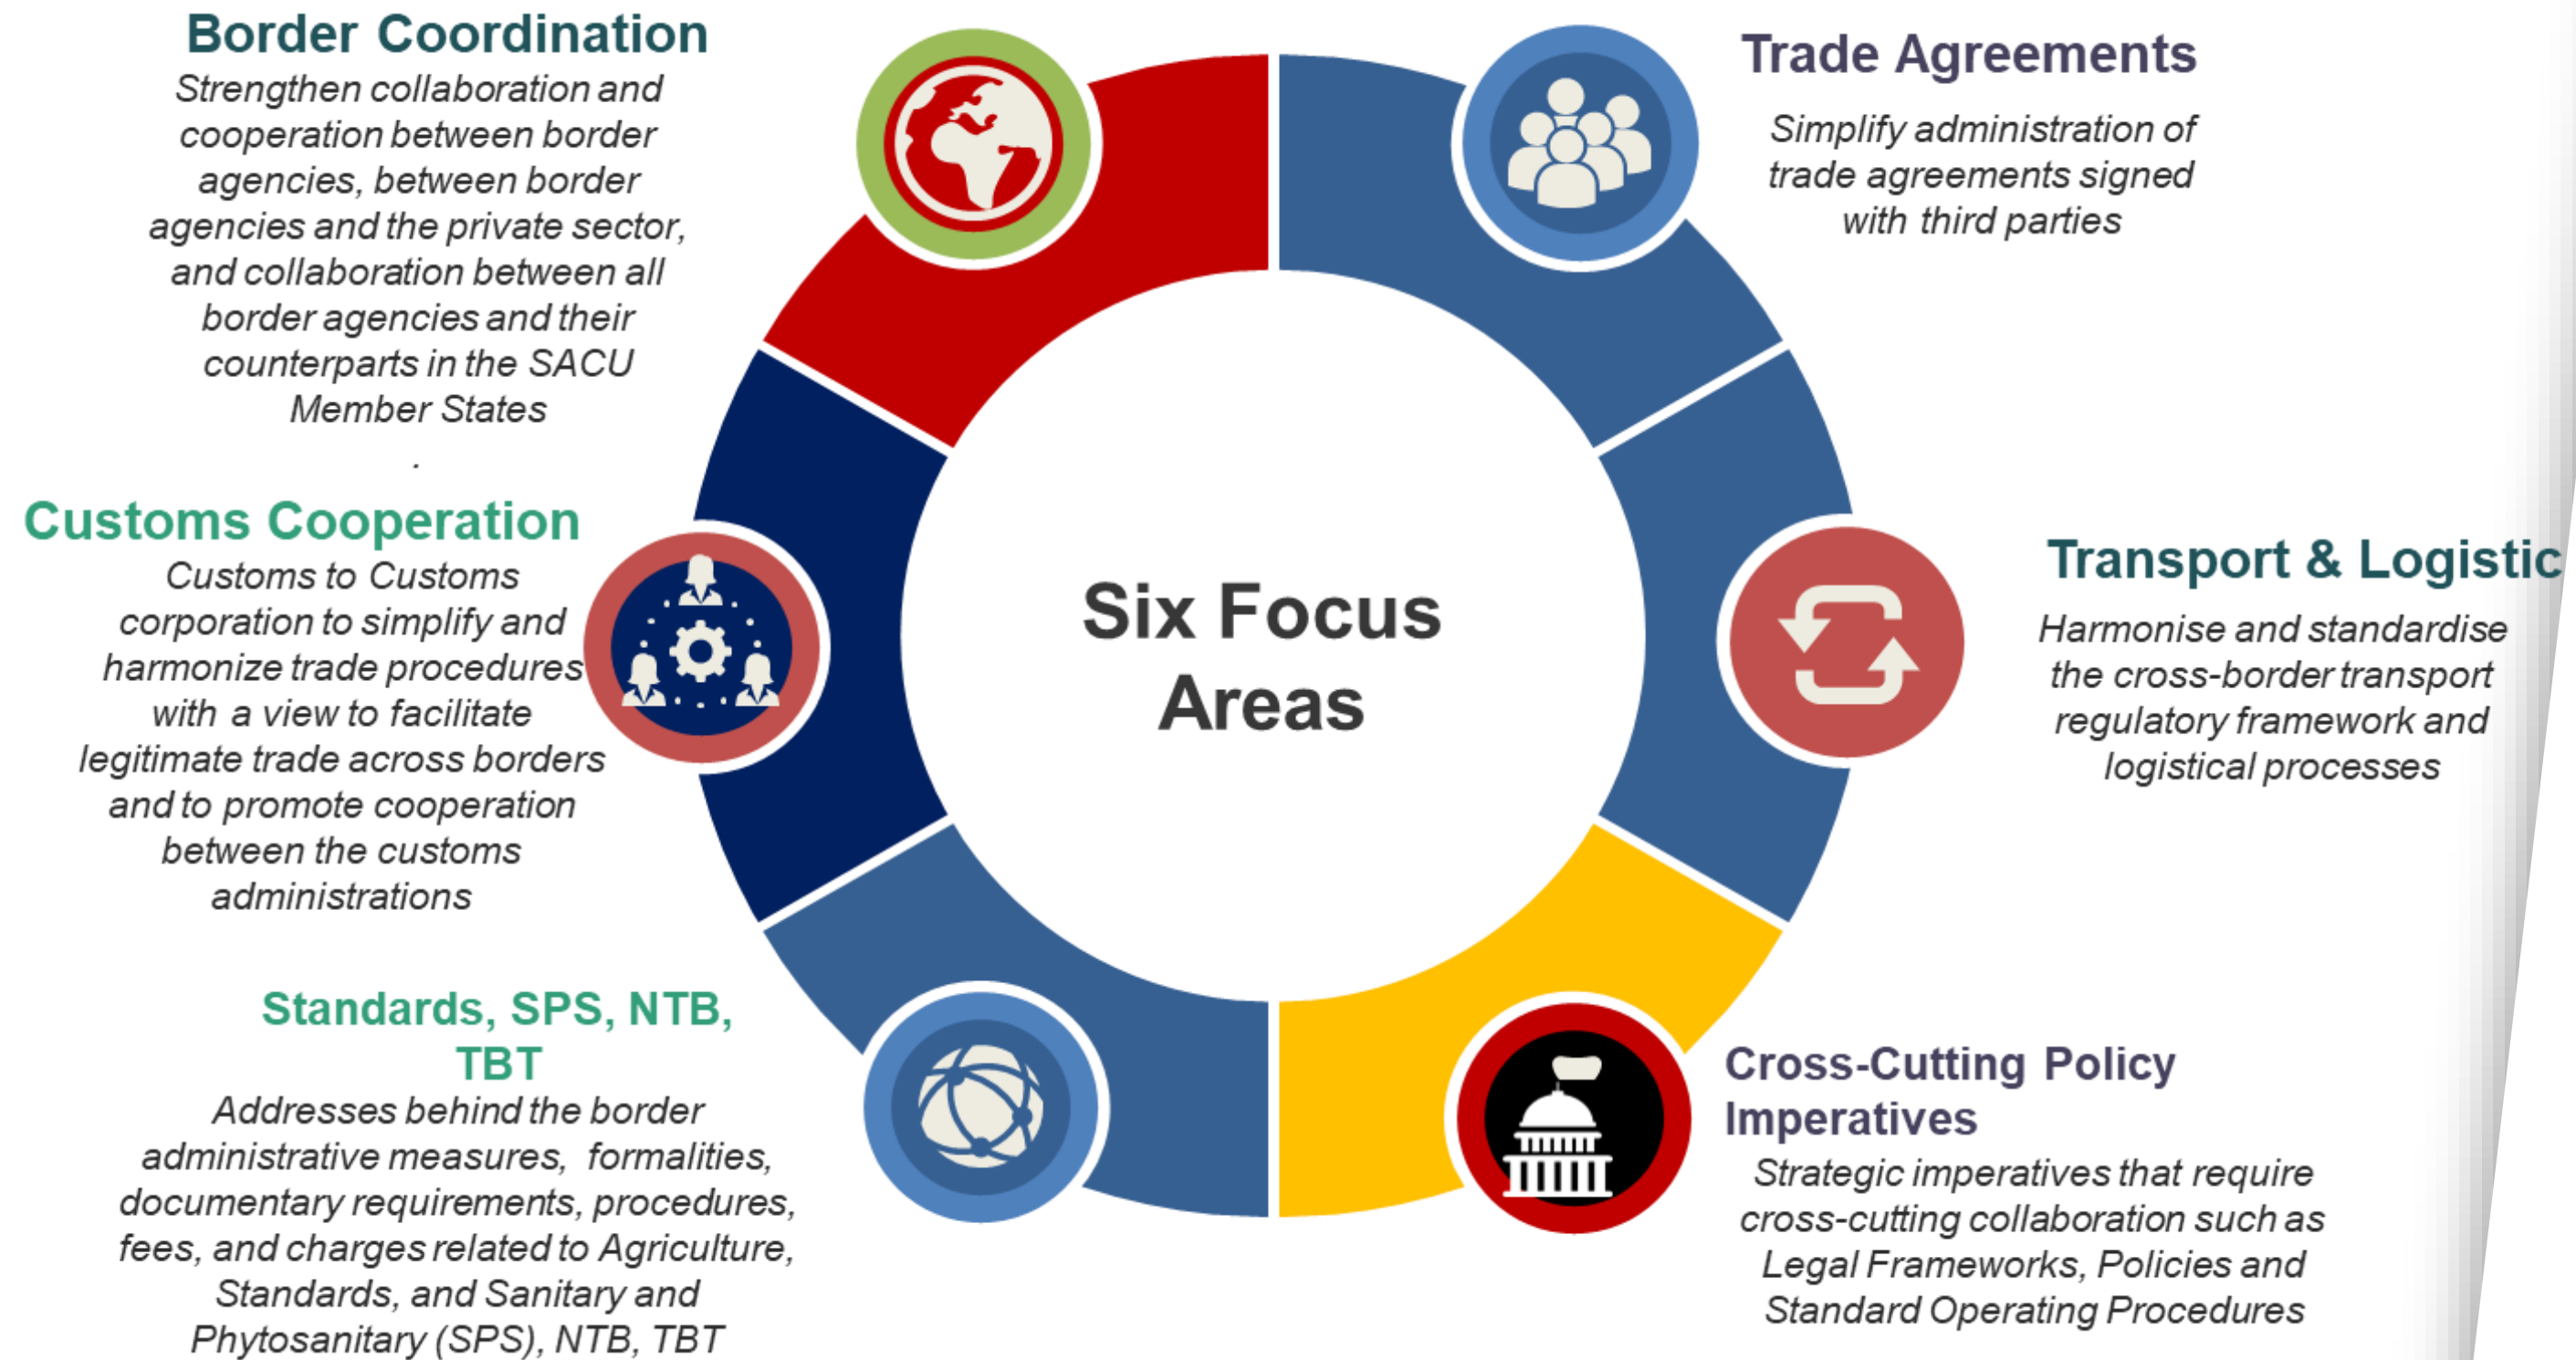 Border Coordination
Strengthen collaboration and
cooperation between border
agencies, between border
agencies and the private sector,
and collaboration between all
border agencies and their
counterparts in the SACU
Member States
.
Customs Cooperation
Customs to Customs
corporation to simplify and
harmonize trade procedures
with a view to facilitate
legitimate trade across borders
and to promote cooperation
between the customs
administrations
Standards, SPS, NTB,
TBT
Addresses behind the border
administrative measures, formalities,
documentary requirements, procedures,
fees, and charges related to Agriculture,
Standards, and Sanitary and
Phytosanitary (SPS), NTB, TBT
Six Focus
Areas
Trade Agreements
Simplify administration of
trade agreements signed
with third parties
Transport & Logistic
Harmonise and standardise
the cross-border transport
regulatory framework and
logistical processes
Cross-Cutting Policy
Imperatives
Strategic imperatives that require
cross-cutting collaboration such as
Legal Frameworks, Policies and
Standard Operating Procedures